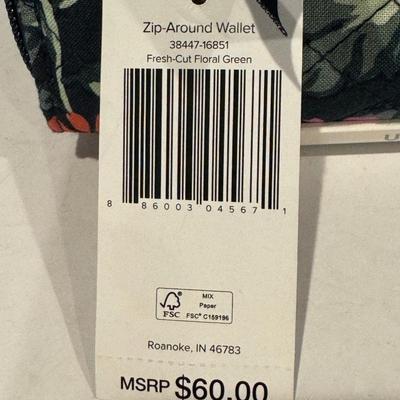 Zip-Around Wallet
38447-16851
Fresh-Cut Floral Green
8 86003 04567 1
FSC
MIX
Paper
FSC® C159196
Roanoke, IN 46783
MSRP $60.00